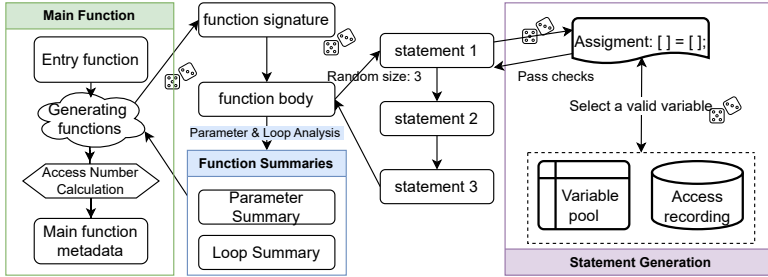 Main Function
Entry function
Generating
functions
Access Number
Calculation
Main function
metadata
function signature
function body
Parameter & Loop Analysis
Function Summaries
Parameter
Summary
Loop Summary
Random size: 3
statement 1
statement 2
statement 3
Assigment: [ ] = [ ];
Pass checks
Select a valid variable
Variable
pool
Access
recording
Statement Generation